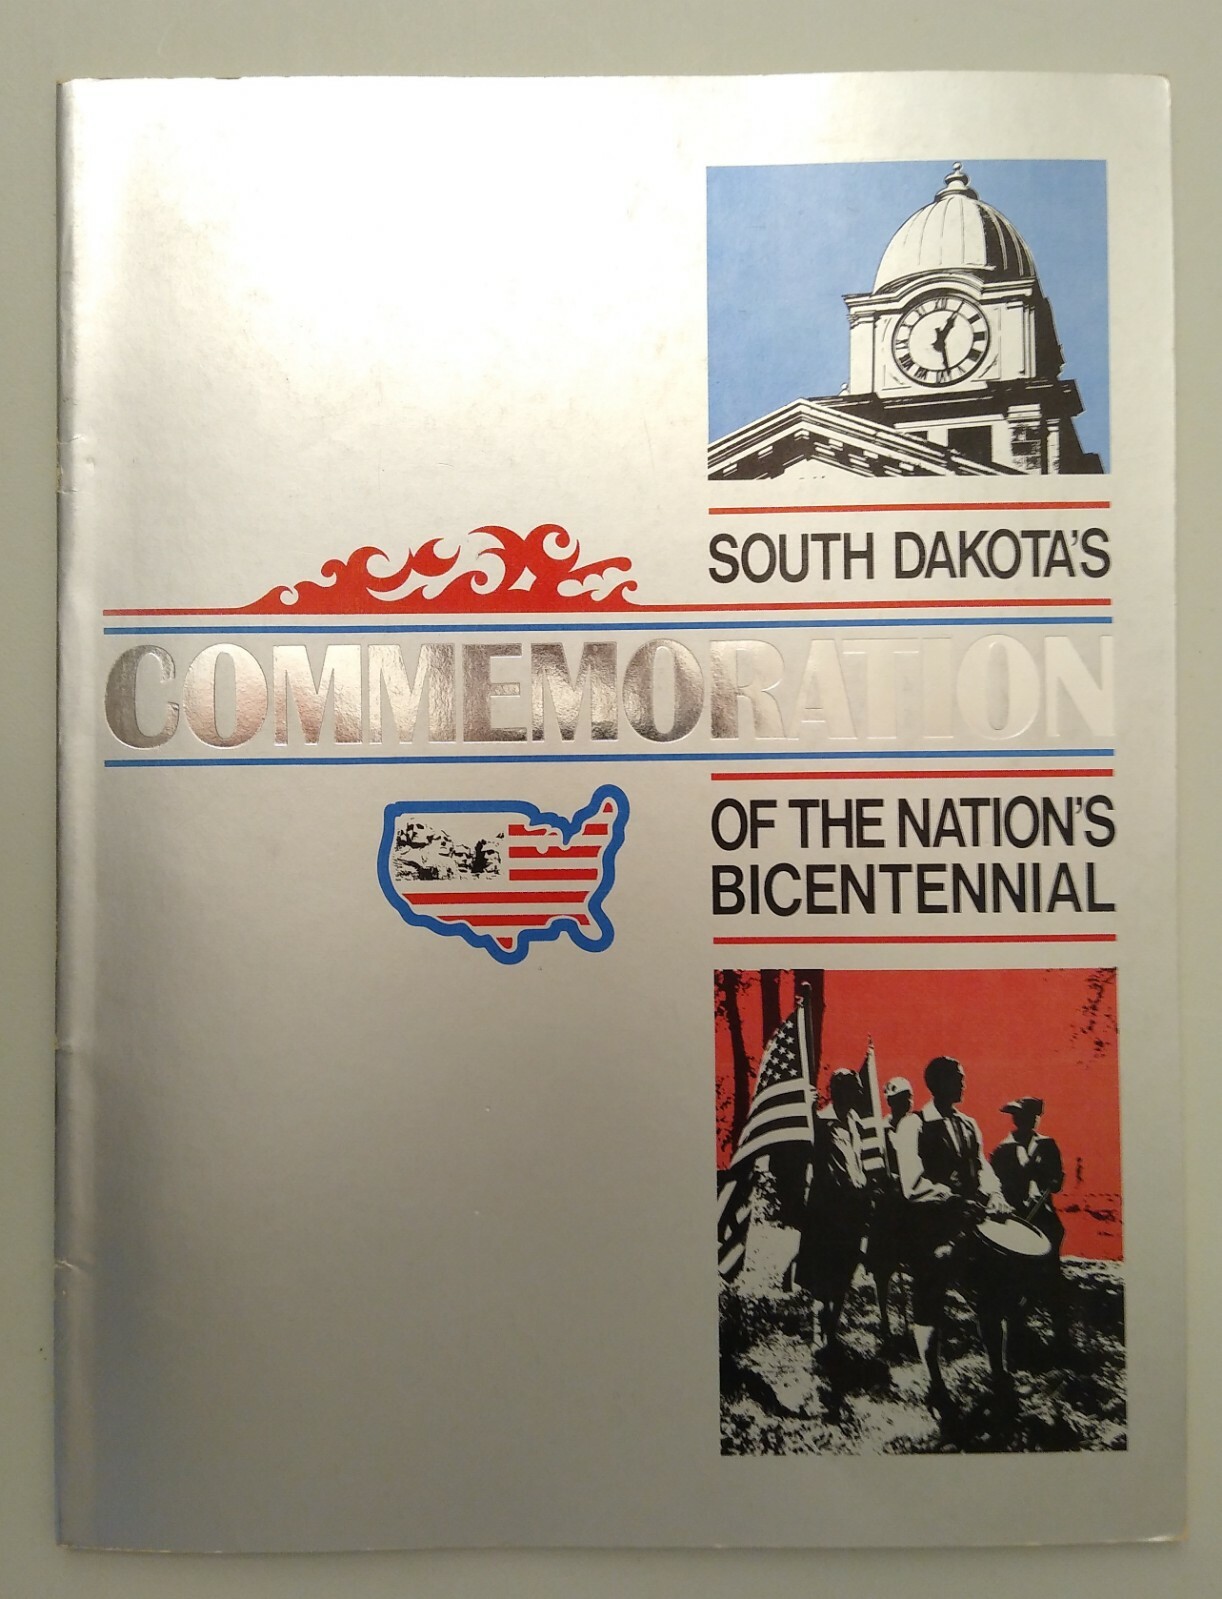 SOUTH DAKOTA'S
COMMEMORATION
OF THE NATION'S
BICENTENNIAL